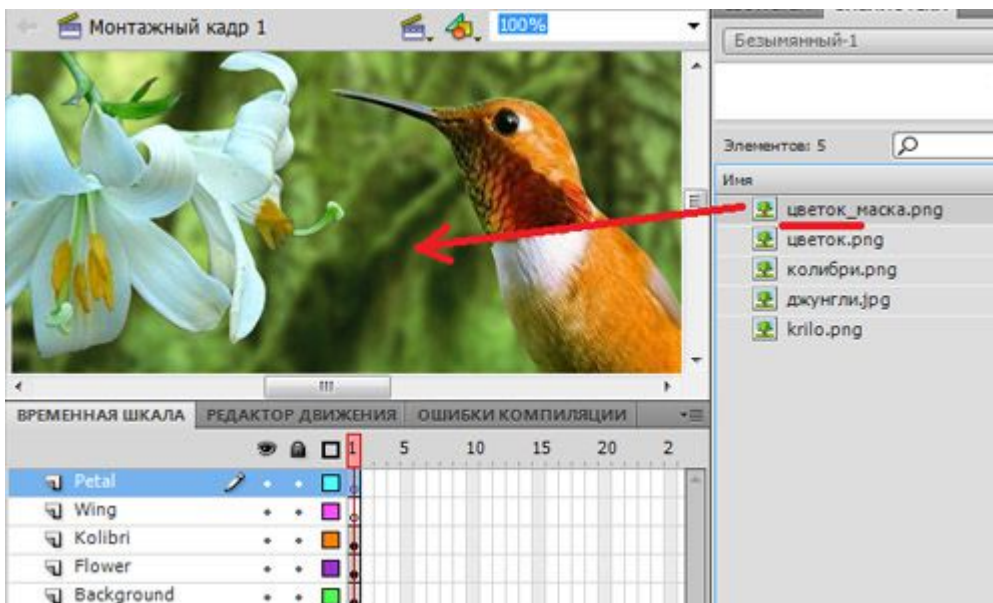 Монтажный кадр 1
100%
Безымянный-1
Элементов: 5
Имя
цветок_маска.png
цветок.png
колибри.png
джунгли.jpg
krilo.png
ВРЕМЕННАЯ ШКАЛА РЕДАКТОР ДВИЖЕНИЯ ОШИБКИ КОМПИЛЯЦИИ
1 5 10 15 20 2
Petal
Wing
Kolibri
Flower
Background